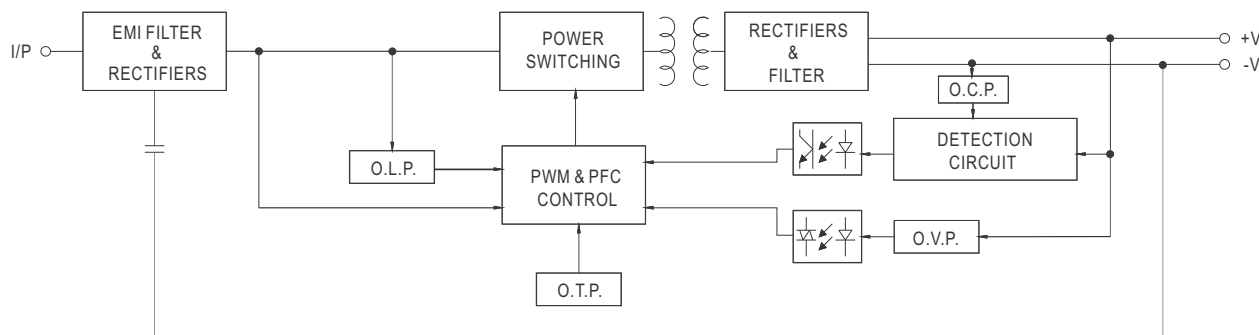 I/P
EMI FILTER
&
RECTIFIERS
POWER
SWITCHING
RECTIFIERS
&
FILTER
+V
-V
O.C.P.
DETECTION
CIRCUIT
O.L.P.
PWM & PFC
CONTROL
O.V.P.
O.T.P.